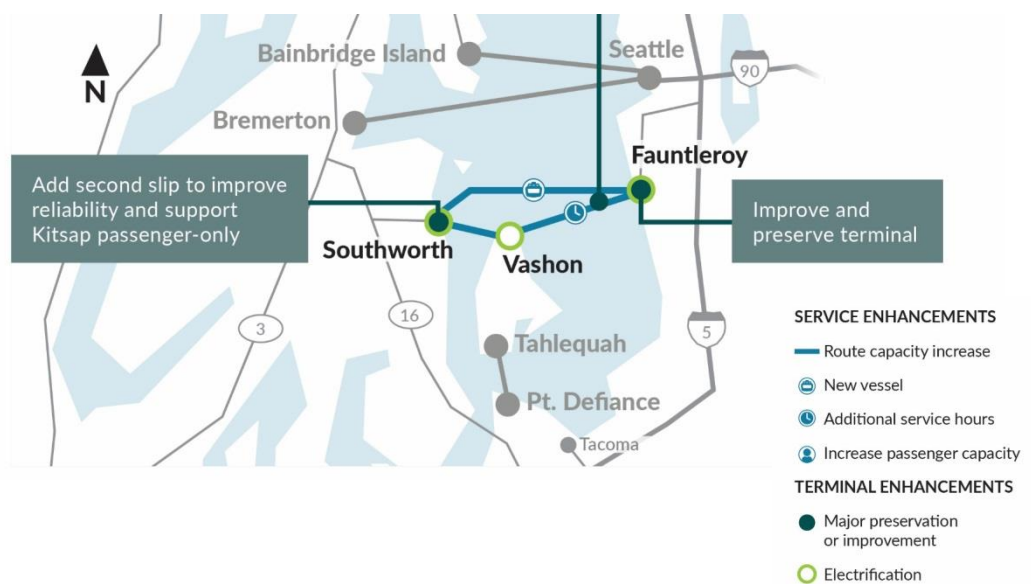 Bainbridge Island
Seattle
90
N
Bremerton
Fauntleroy
Add second slip to improve
reliability and support
Kitsap passenger-only
Improve and
preserve terminal
Southworth
Vashon
3
16
5
Tahlequah
Pt. Defiance
Tacoma
SERVICE ENHANCEMENTS
Route capacity increase
New vessel
Additional service hours
Increase passenger capacity
TERMINAL ENHANCEMENTS
Major preservation
or improvement
Electrification